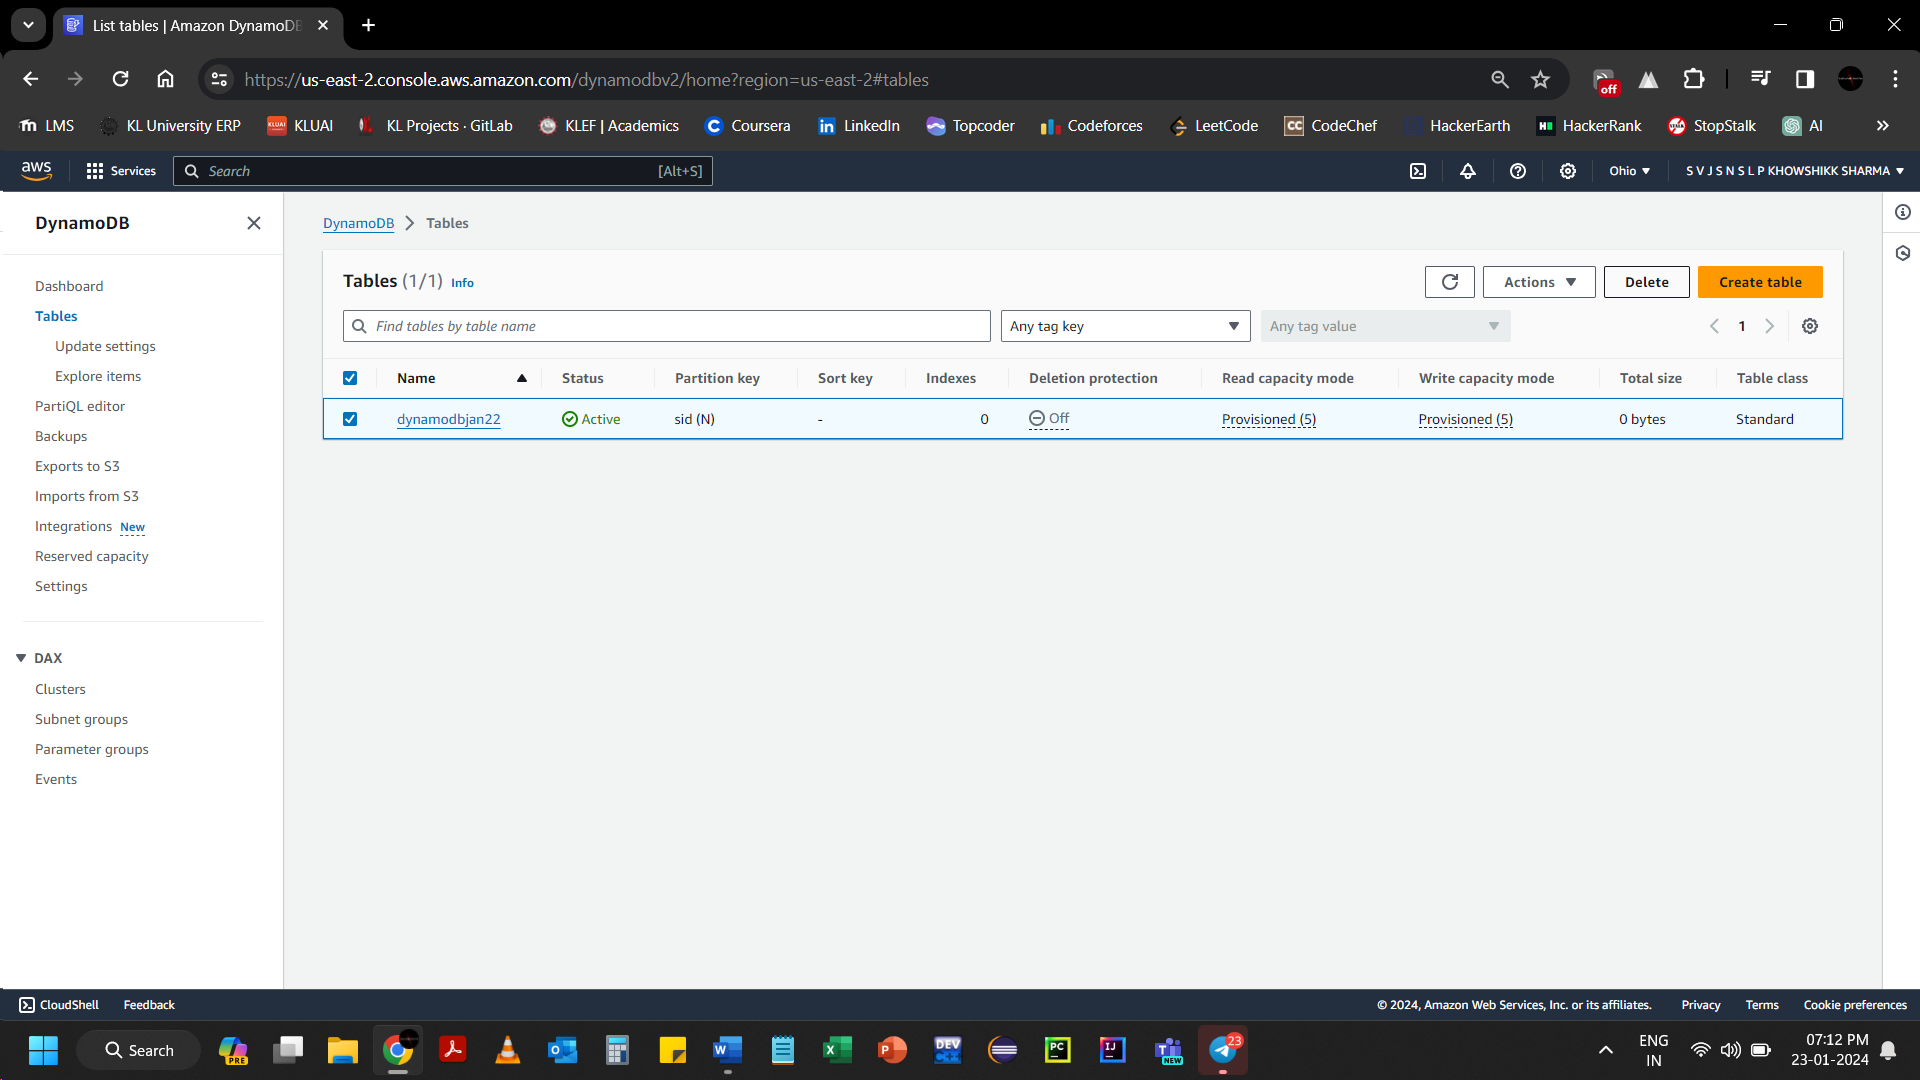 List tables | Amazon DynamoDB
https://us-east-2.console.aws.amazon.com/dynamodbv2/home?region=us-east-2#tables
off
LMS KL University ERP KLUAI KL Projects · GitLab KLEF | Academics Coursera LinkedIn Topcoder Codeforces LeetCode CodeChef HackerEarth HackerRank StopStalk AI
aws Services Search [Alt+S] Ohio S V J S N S L P KHOWSHIKK SHARMA
DynamoDB
Dashboard
Tables
Update settings
Explore items
PartiQL editor
Backups
Exports to S3
Imports from S3
Integrations New
Reserved capacity
Settings
DAX
Clusters
Subnet groups
Parameter groups
Events
DynamoDB > Tables
Tables (1/1) Info
Actions Delete Create table
Find tables by table name Any tag key Any tag value 1
Name Status Partition key Sort key Indexes Deletion protection Read capacity mode Write capacity mode Total size Table class
dynamodbjan22 Active sid (N) - 0 Off Provisioned (5) Provisioned (5) 0 bytes Standard
CloudShell Feedback © 2024, Amazon Web Services, Inc. or its affiliates. Privacy Terms Cookie preferences
Search PRE DEV C++ PC IJ NEW 23
ENG
IN
07:12 PM
23-01-2024